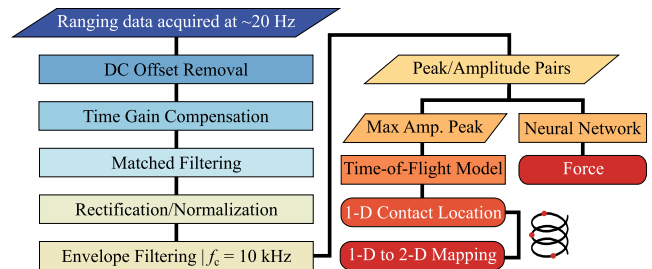 Ranging data acquired at ~20 Hz
DC Offset Removal
Time Gain Compensation
Matched Filtering
Rectification/Normalization
Envelope Filtering | fc = 10 kHz
Peak/Amplitude Pairs
Max Amp. Peak
Neural Network
Time-of-Flight Model
Force
1-D Contact Location
1-D to 2-D Mapping